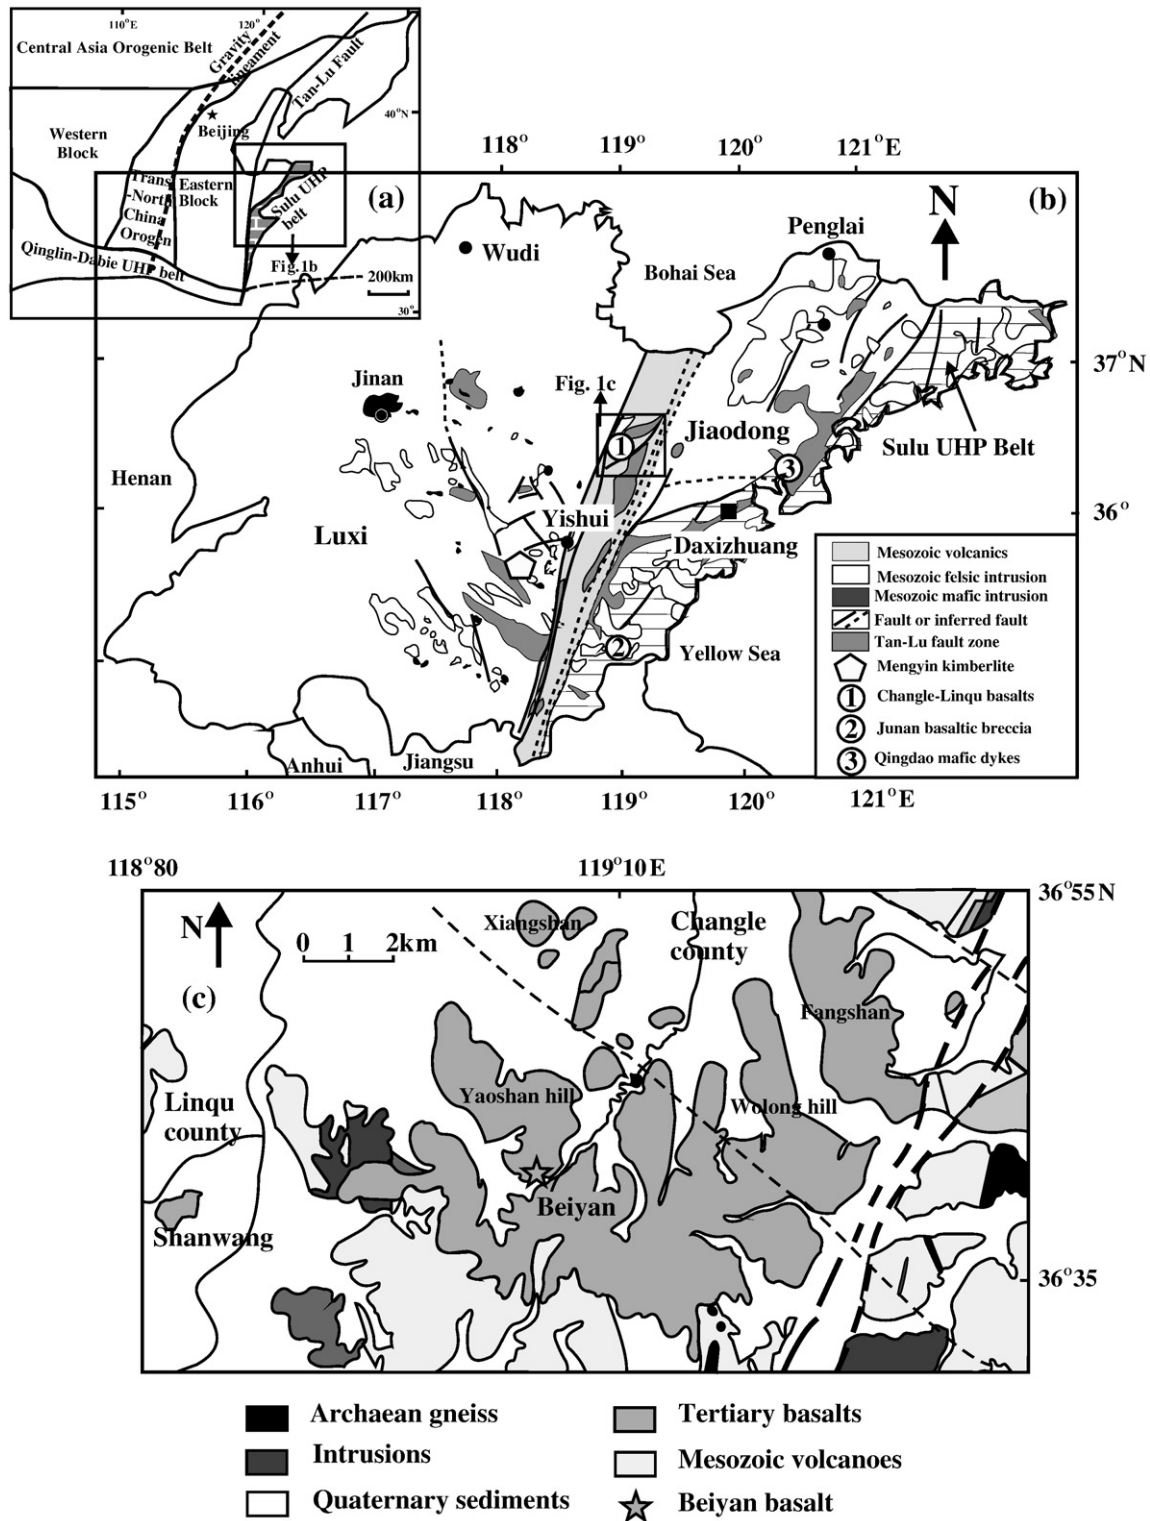 110°E
120°
Central Asia Orogenic Belt
Gravity
lineament
Tan-Lu Fault
40°N
Beijing
Western
Block
Trans
-North
China
Orogen
Eastern
Block
Sulu UHP
belt
(a)
Qinglin-Dabie UHP belt
Fig.1b
200km
30°
118°
119°
120°
121°E
(b)
N
Wudi
Bohai Sea
Penglai
37°N
Jinan
Fig. 1c
1
Jiaodong
Sulu UHP Belt
3
Henan
36°
Luxi
Yishui
Daxizhuang
2
Yellow Sea
Anhui
Jiangsu
Mesozoic volcanics
Mesozoic felsic intrusion
Mesozoic mafic intrusion
Fault or inferred fault
Tan-Lu fault zone
Mengyin kimberlite
1 Changle-Linqu basalts
2 Junan basaltic breccia
3 Qingdao mafic dykes
115°
116°
117°
118°
119°
120°
121°E
118°80
119°10E
36°55N
N
0 1 2km
Xiangshan
Changle
county
(c)
Fangshan
Linqu
county
Yaoshan hill
Wolong hill
Beiyan
Shanwang
36°35
Archaean gneiss
Intrusions
Quaternary sediments
Tertiary basalts
Mesozoic volcanoes
Beiyan basalt